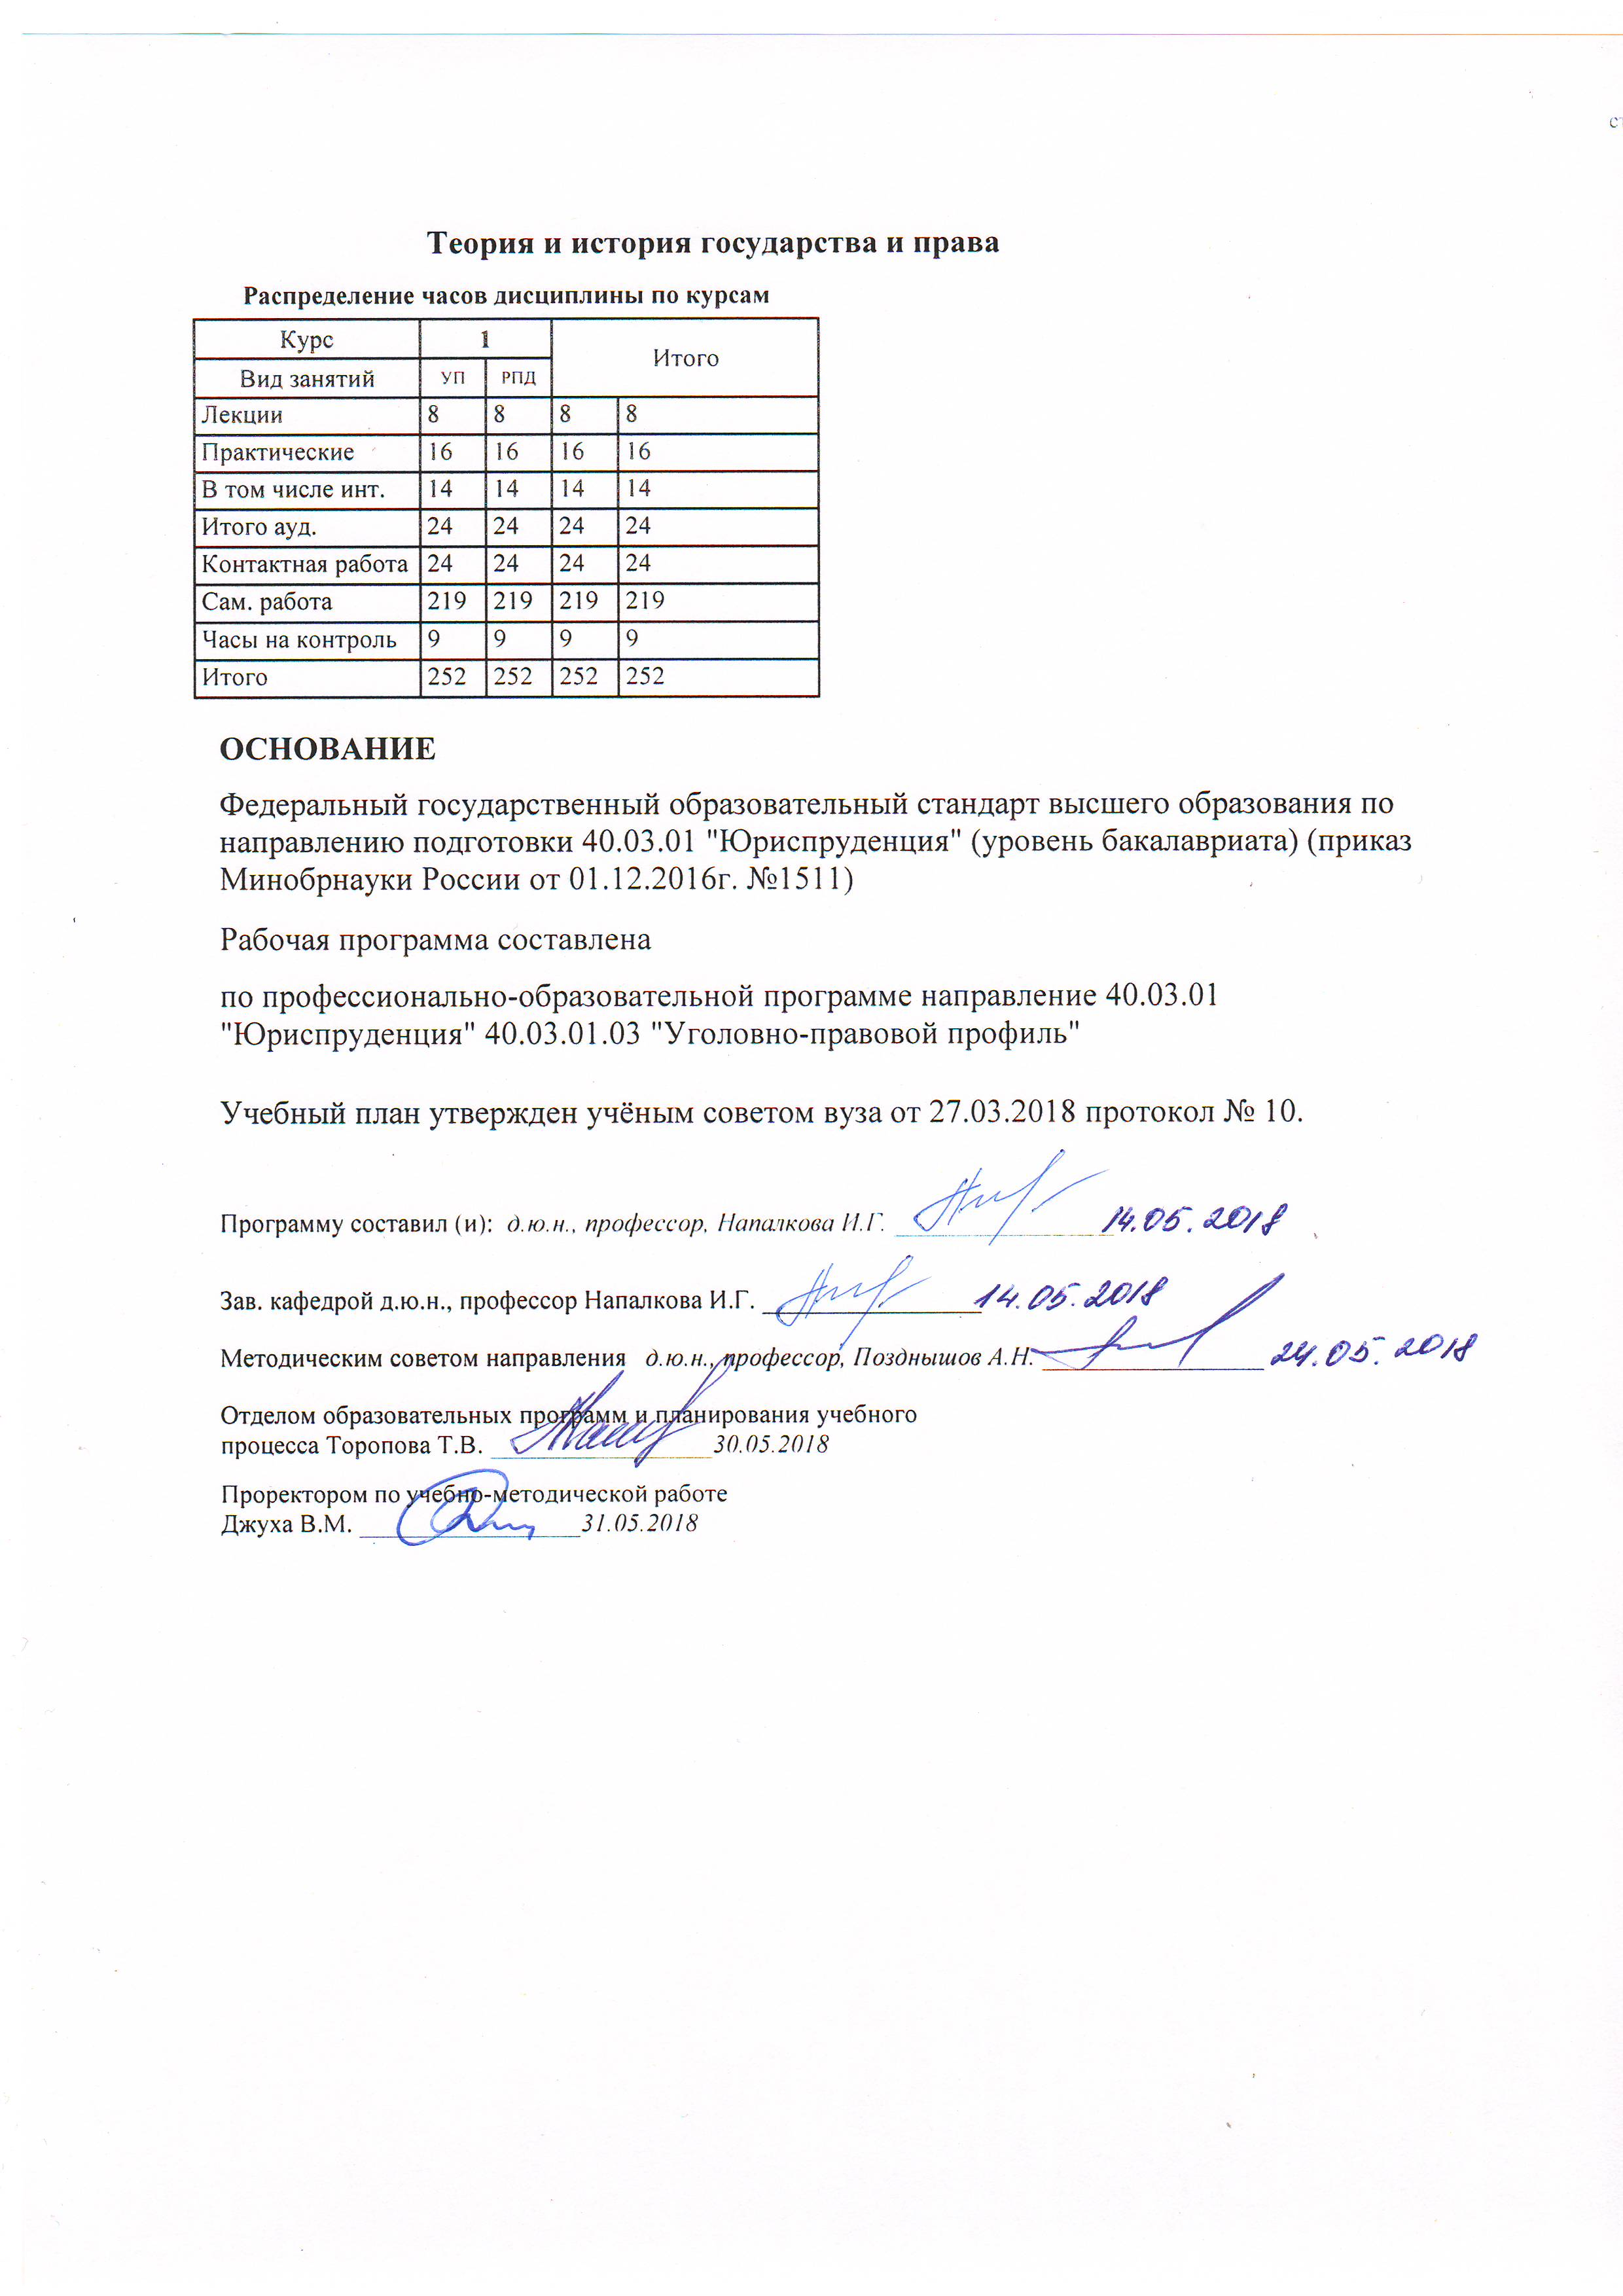 Теория и история государства и права
Распределение часов дисциплины по курсам
Курс 1 Итого
Вид занятий УП РПД
Лекции 8 8 8 8
Практические 16 16 16 16
В том числе инт. 14 14 14 14
Итого ауд. 24 24 24 24
Контактная работа 24 24 24 24
Сам. работа 219 219 219 219
Часы на контроль 9 9 9 9
Итого 252 252 252 252
ОСНОВАНИЕ
Федеральный государственный образовательный стандарт высшего образования по
направлению подготовки 40.03.01 "Юриспруденция" (уровень бакалавриата) (приказ
Минобрнауки России от 01.12.2016г. №1511)
Рабочая программа составлена
по профессионально-образовательной программе направление 40.03.01
"Юриспруденция" 40.03.01.03 "Уголовно-правовой профиль"
Учебный план утвержден учёным советом вуза от 27.03.2018 протокол № 10.
Программу составил (и): д.ю.н., профессор, Напалкова И.Г. 14.05.2018
Зав. кафедрой д.ю.н., профессор Напалкова И.Г. 14.05.2018
Методическим советом направления д.ю.н., профессор, Позднышов А.Н. 24.05.2018
Отделом образовательных программ и планирования учебного
процесса Торопова Т.В. 30.05.2018
Проректором по учебно-методической работе
Джуха В.М. 31.05.2018